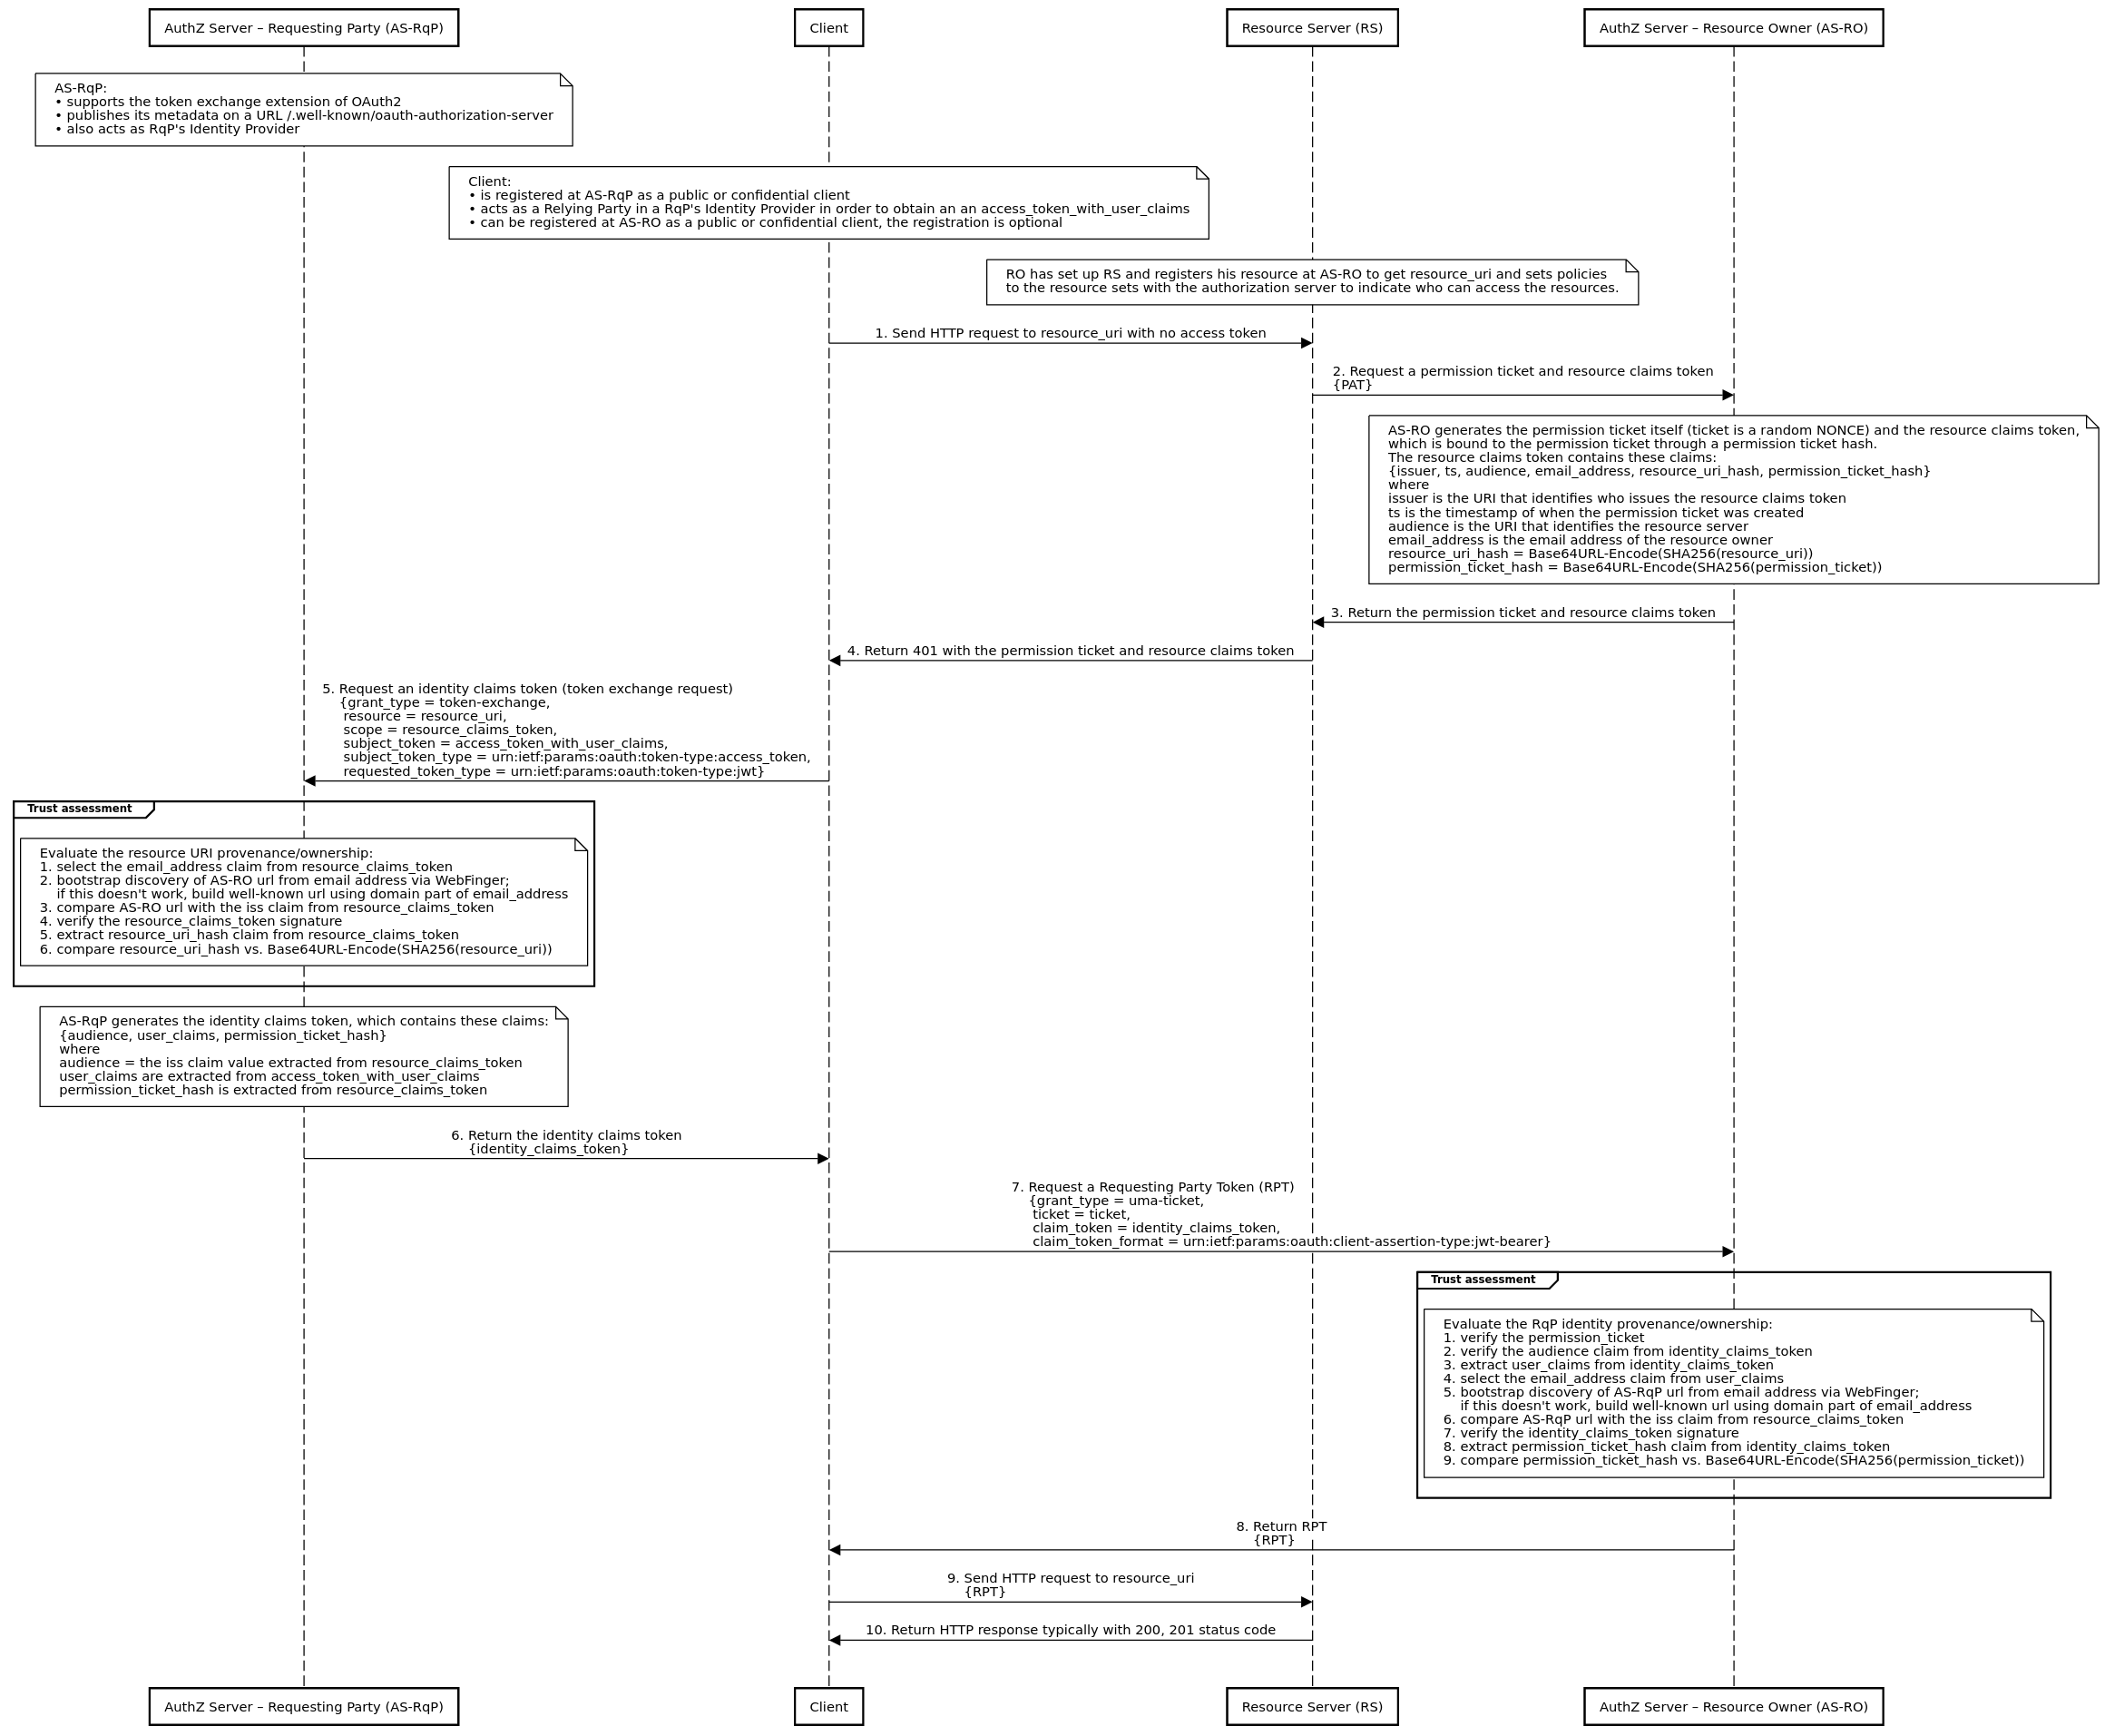 AuthZ Server – Requesting Party (AS-RqP)
Client
Resource Server (RS)
AuthZ Server – Resource Owner (AS-RO)
AS-RqP:
• supports the token exchange extension of OAuth2
• publishes its metadata on a URL /.well-known/oauth-authorization-server
• also acts as RqP's Identity Provider
Client:
• is registered at AS-RqP as a public or confidential client
• acts as a Relying Party in a RqP's Identity Provider in order to obtain an an access_token_with_user_claims
• can be registered at AS-RO as a public or confidential client, the registration is optional
RO has set up RS and registers his resource at AS-RO to get resource_uri and sets policies
to the resource sets with the authorization server to indicate who can access the resources.
1. Send HTTP request to resource_uri with no access token
2. Request a permission ticket and resource claims token
{PAT}
AS-RO generates the permission ticket itself (ticket is a random NONCE) and the resource claims token,
which is bound to the permission ticket through a permission ticket hash.
The resource claims token contains these claims:
{issuer, ts, audience, email_address, resource_uri_hash, permission_ticket_hash}
where
issuer is the URI that identifies who issues the resource claims token
ts is the timestamp of when the permission ticket was created
audience is the URI that identifies the resource server
email_address is the email address of the resource owner
resource_uri_hash = Base64URL-Encode(SHA256(resource_uri))
permission_ticket_hash = Base64URL-Encode(SHA256(permission_ticket))
3. Return the permission ticket and resource claims token
4. Return 401 with the permission ticket and resource claims token
5. Request an identity claims token (token exchange request)
{grant_type = token-exchange,
resource = resource_uri,
scope = resource_claims_token,
subject_token = access_token_with_user_claims,
subject_token_type = urn:ietf:params:oauth:token-type:access_token,
requested_token_type = urn:ietf:params:oauth:token-type:jwt}
Trust assessment
Evaluate the resource URI provenance/ownership:
1. select the email_address claim from resource_claims_token
2. bootstrap discovery of AS-RO url from email address via WebFinger;
if this doesn't work, build well-known url using domain part of email_address
3. compare AS-RO url with the iss claim from resource_claims_token
4. verify the resource_claims_token signature
5. extract resource_uri_hash claim from resource_claims_token
6. compare resource_uri_hash vs. Base64URL-Encode(SHA256(resource_uri))
AS-RqP generates the identity claims token, which contains these claims:
{audience, user_claims, permission_ticket_hash}
where
audience = the iss claim value extracted from resource_claims_token
user_claims are extracted from access_token_with_user_claims
permission_ticket_hash is extracted from resource_claims_token
6. Return the identity claims token
{identity_claims_token}
7. Request a Requesting Party Token (RPT)
{grant_type = uma-ticket,
ticket = ticket,
claim_token = identity_claims_token,
claim_token_format = urn:ietf:params:oauth:client-assertion-type:jwt-bearer}
Trust assessment
Evaluate the RqP identity provenance/ownership:
1. verify the permission_ticket
2. verify the audience claim from identity_claims_token
3. extract user_claims from identity_claims_token
4. select the email_address claim from user_claims
5. bootstrap discovery of AS-RqP url from email address via WebFinger;
if this doesn't work, build well-known url using domain part of email_address
6. compare AS-RqP url with the iss claim from resource_claims_token
7. verify the identity_claims_token signature
8. extract permission_ticket_hash claim from identity_claims_token
9. compare permission_ticket_hash vs. Base64URL-Encode(SHA256(permission_ticket))
8. Return RPT
{RPT}
9. Send HTTP request to resource_uri
{RPT}
10. Return HTTP response typically with 200, 201 status code
AuthZ Server – Requesting Party (AS-RqP)
Client
Resource Server (RS)
AuthZ Server – Resource Owner (AS-RO)